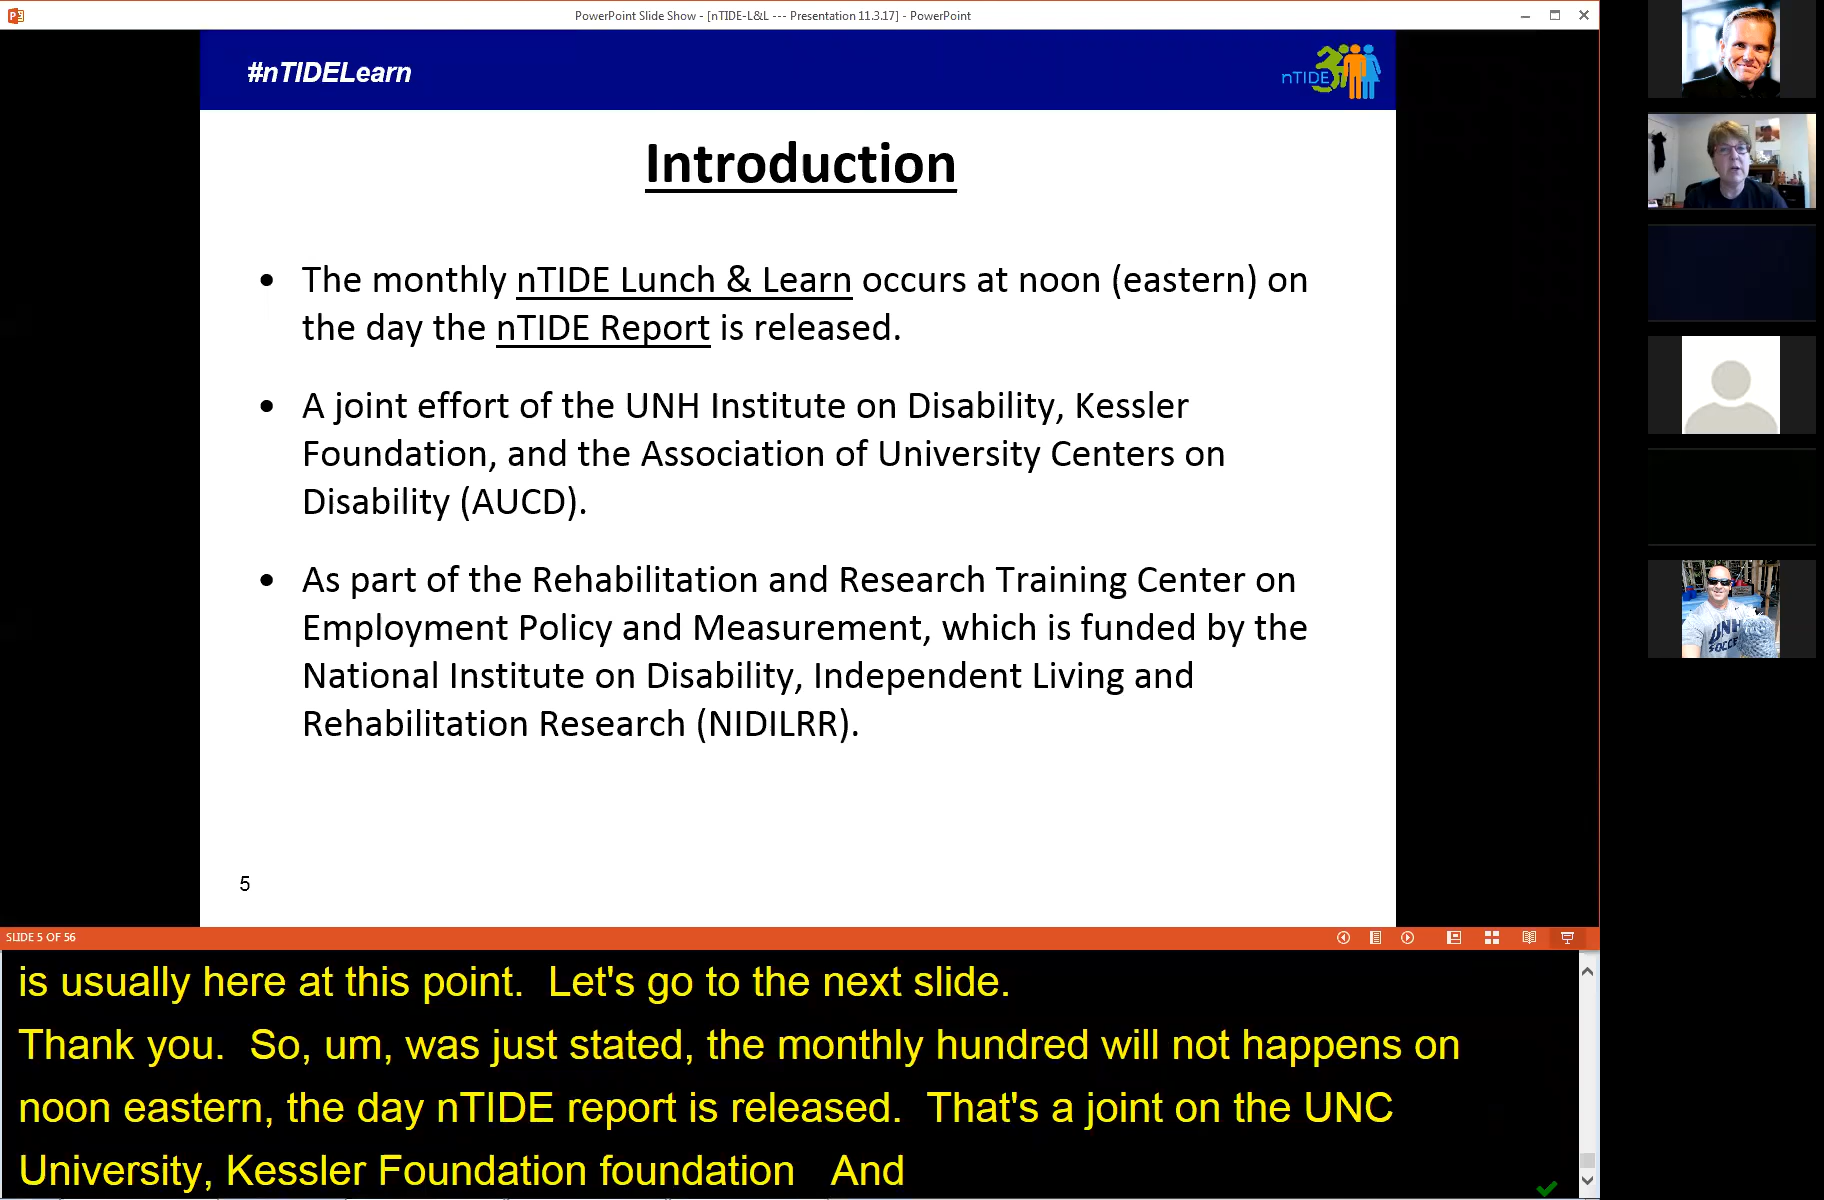 PowerPoint Slide Show - [nTIDE-L&L --- Presentation 11.3.17] - PowerPoint
#nTIDELearn
nTIDE
Introduction
• The monthly nTIDE Lunch & Learn occurs at noon (eastern) on
the day the nTIDE Report is released.
• A joint effort of the UNH Institute on Disability, Kessler
Foundation, and the Association of University Centers on
Disability (AUCD).
• As part of the Rehabilitation and Research Training Center on
Employment Policy and Measurement, which is funded by the
National Institute on Disability, Independent Living and
Rehabilitation Research (NIDILRR).
5
SLIDE 5 OF 56
is usually here at this point.  Let's go to the next slide.
Thank you.  So, um, was just stated, the monthly hundred will not happens on
noon eastern, the day nTIDE report is released.  That's a joint on the UNC
University, Kessler Foundation foundation   And
UNH
SOCCER